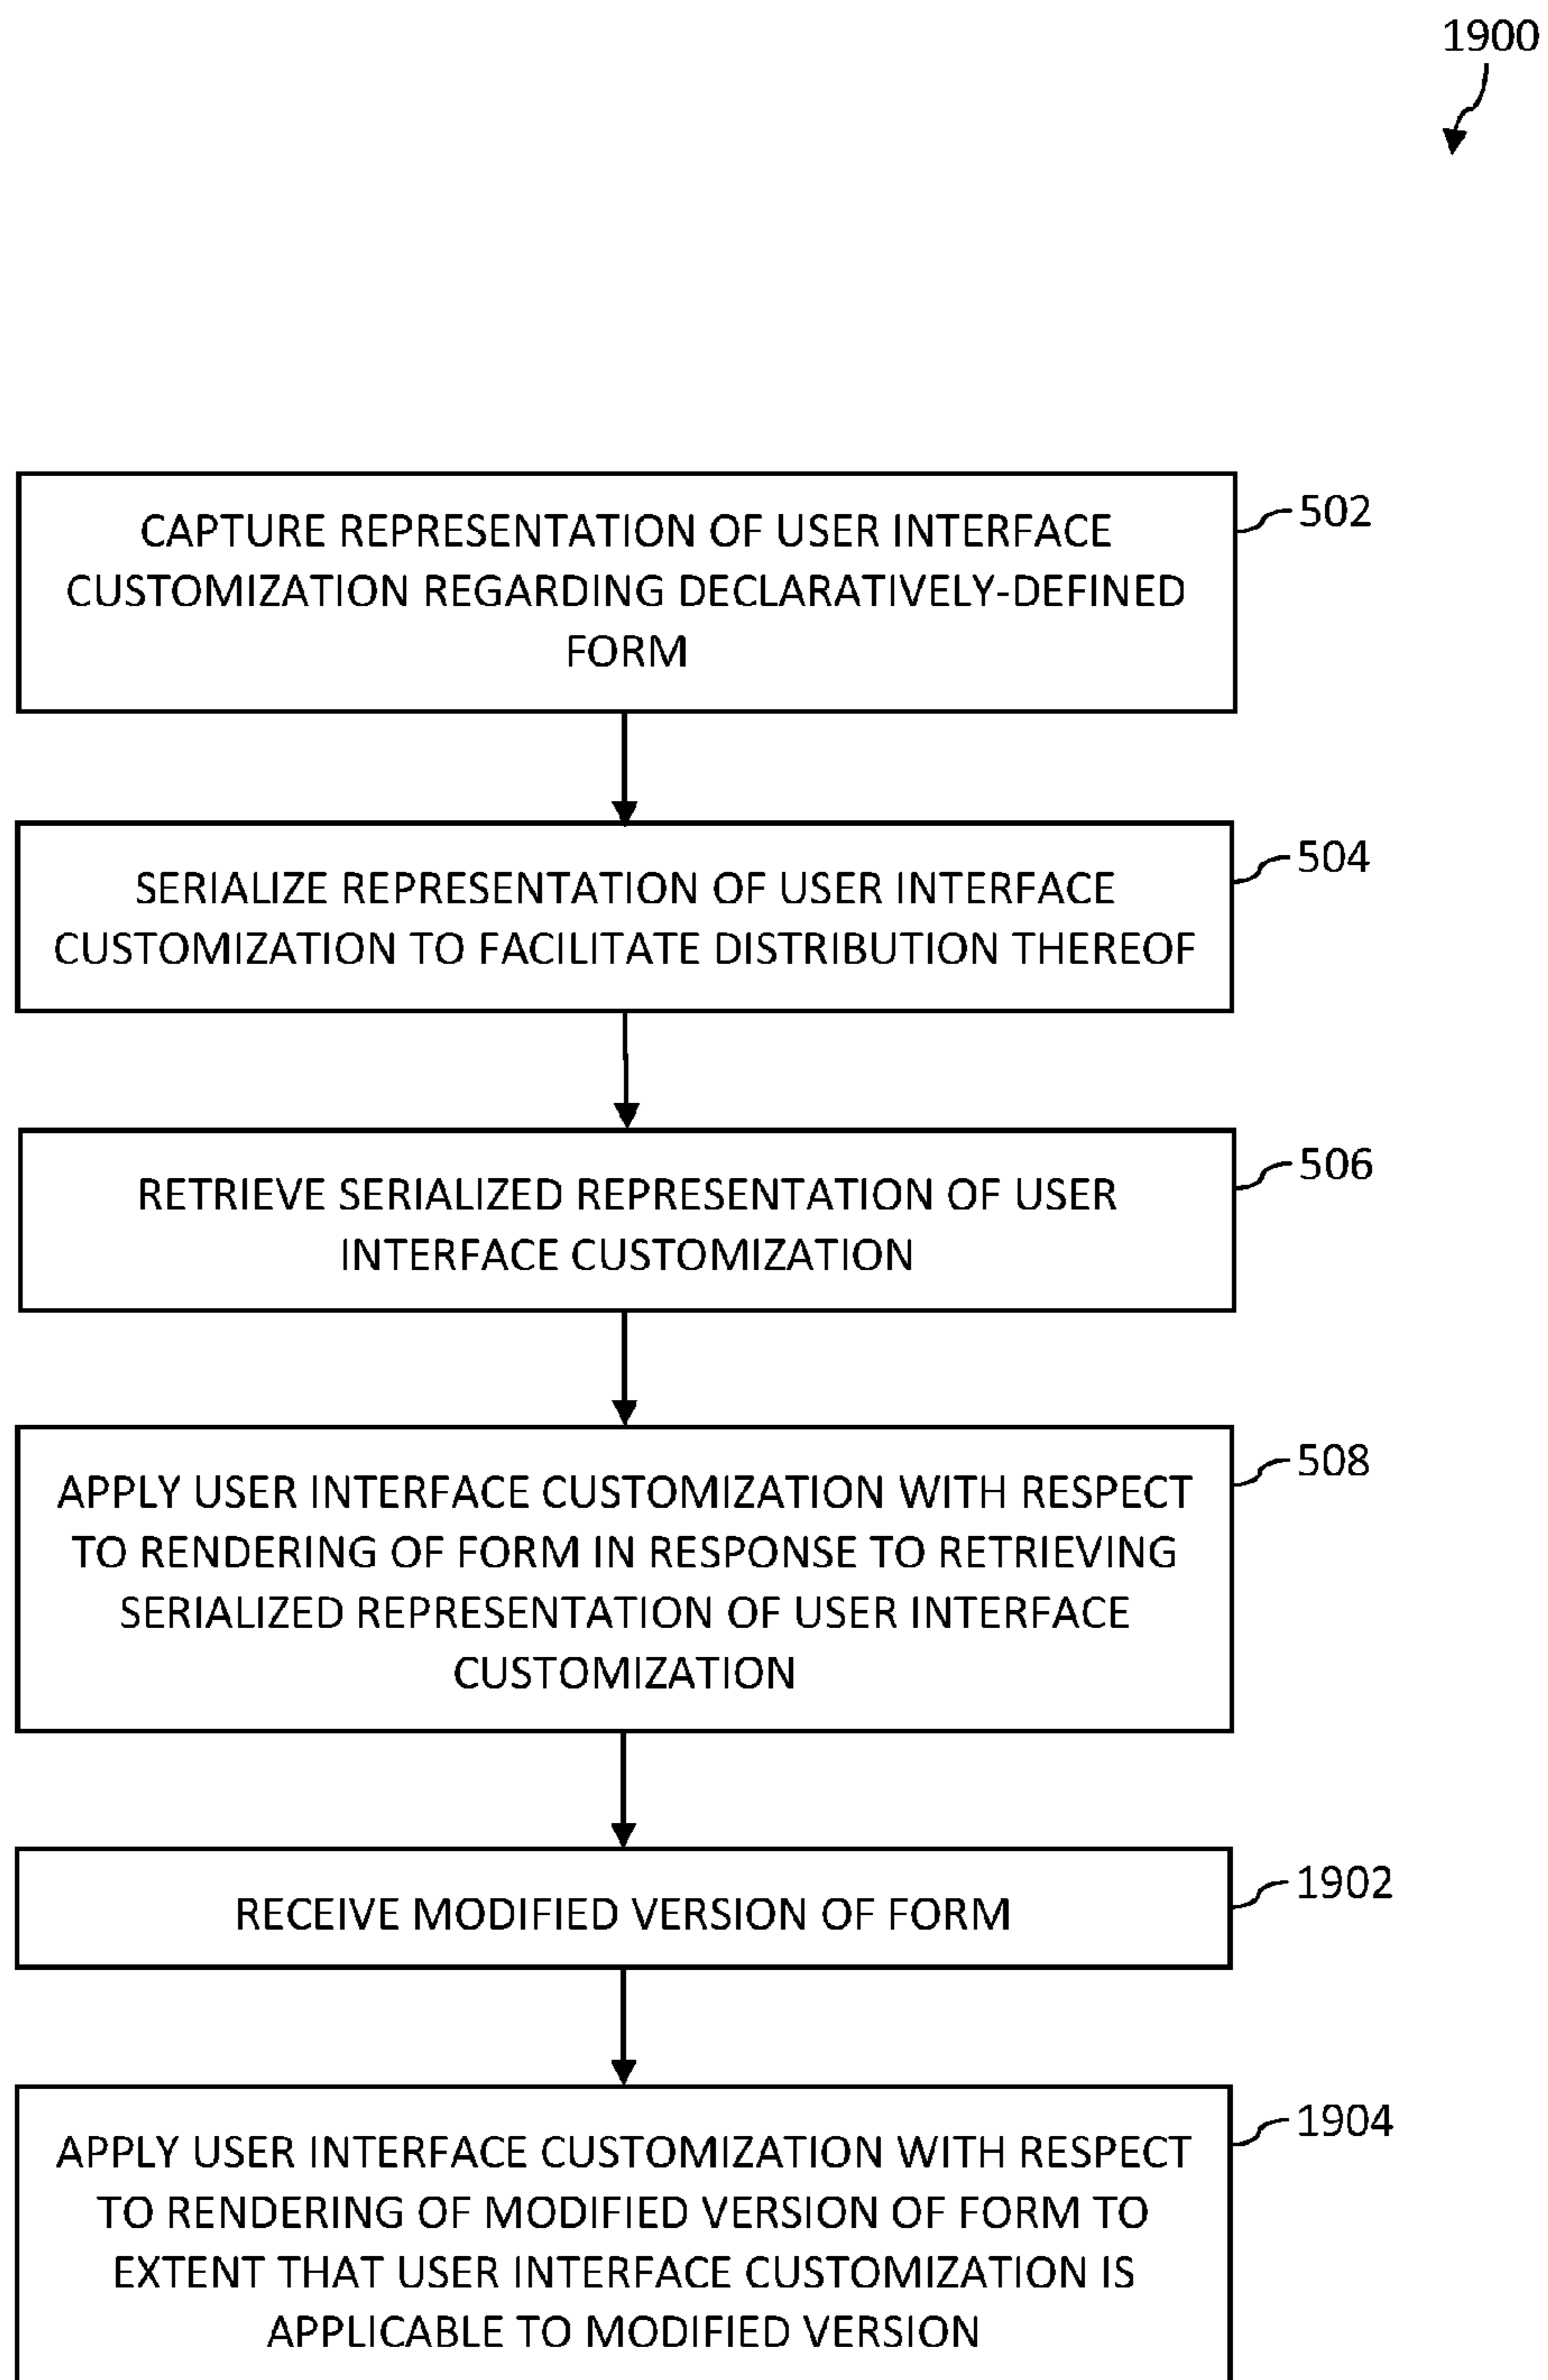 1900
CAPTURE REPRESENTATION OF USER INTERFACE
CUSTOMIZATION REGARDING DECLARATIVELY-DEFINED
FORM
502
SERIALIZE REPRESENTATION OF USER INTERFACE
CUSTOMIZATION TO FACILITATE DISTRIBUTION THEREOF
504
RETRIEVE SERIALIZED REPRESENTATION OF USER
INTERFACE CUSTOMIZATION
506
APPLY USER INTERFACE CUSTOMIZATION WITH RESPECT
TO RENDERING OF FORM IN RESPONSE TO RETRIEVING
SERIALIZED REPRESENTATION OF USER INTERFACE
CUSTOMIZATION
508
RECEIVE MODIFIED VERSION OF FORM
1902
APPLY USER INTERFACE CUSTOMIZATION WITH RESPECT
TO RENDERING OF MODIFIED VERSION OF FORM TO
EXTENT THAT USER INTERFACE CUSTOMIZATION IS
APPLICABLE TO MODIFIED VERSION
1904